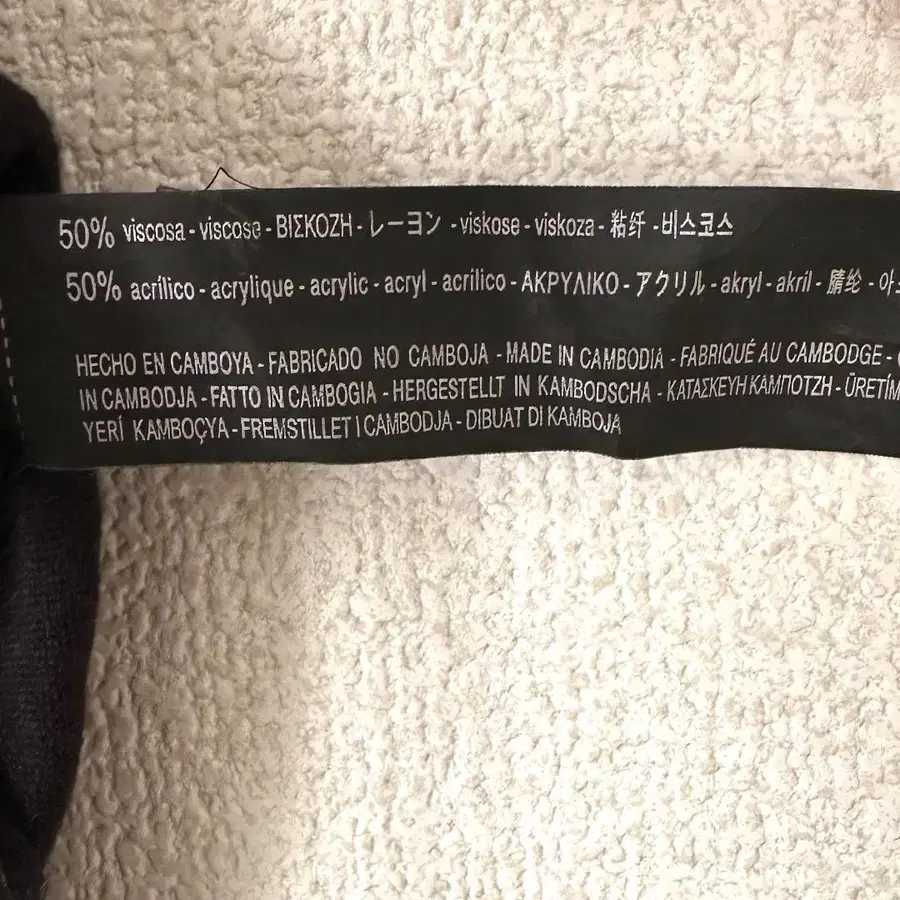 50% viscosa - viscose - ΒΙΣΚΟΖΗ - レーヨン - viskose - viskoza - 粘纤 - 비스코스
50% acrílico - acrylique - acrylic - acryl - acrilico - ΑΚΡΥΛΙΚΟ - アクリル - akryl - akril - 腈纶 -
HECHO EN CAMBOYA - FABRICADO NO CAMBOJA - MADE IN CAMBODIA - FABRIQUÉ AU CAMBODGE -
IN CAMBODJA - FATTO IN CAMBOGIA - HERGESTELLT IN KAMBODSCHA - ΚΑΤΑΣΚΕΥΗ ΚΑΜΠΟΤΖΗ - ÜRETİM
YERİ KAMBOÇYA - FREMSTILLET I CAMBODJA - DIBUAT DI KAMBOJA